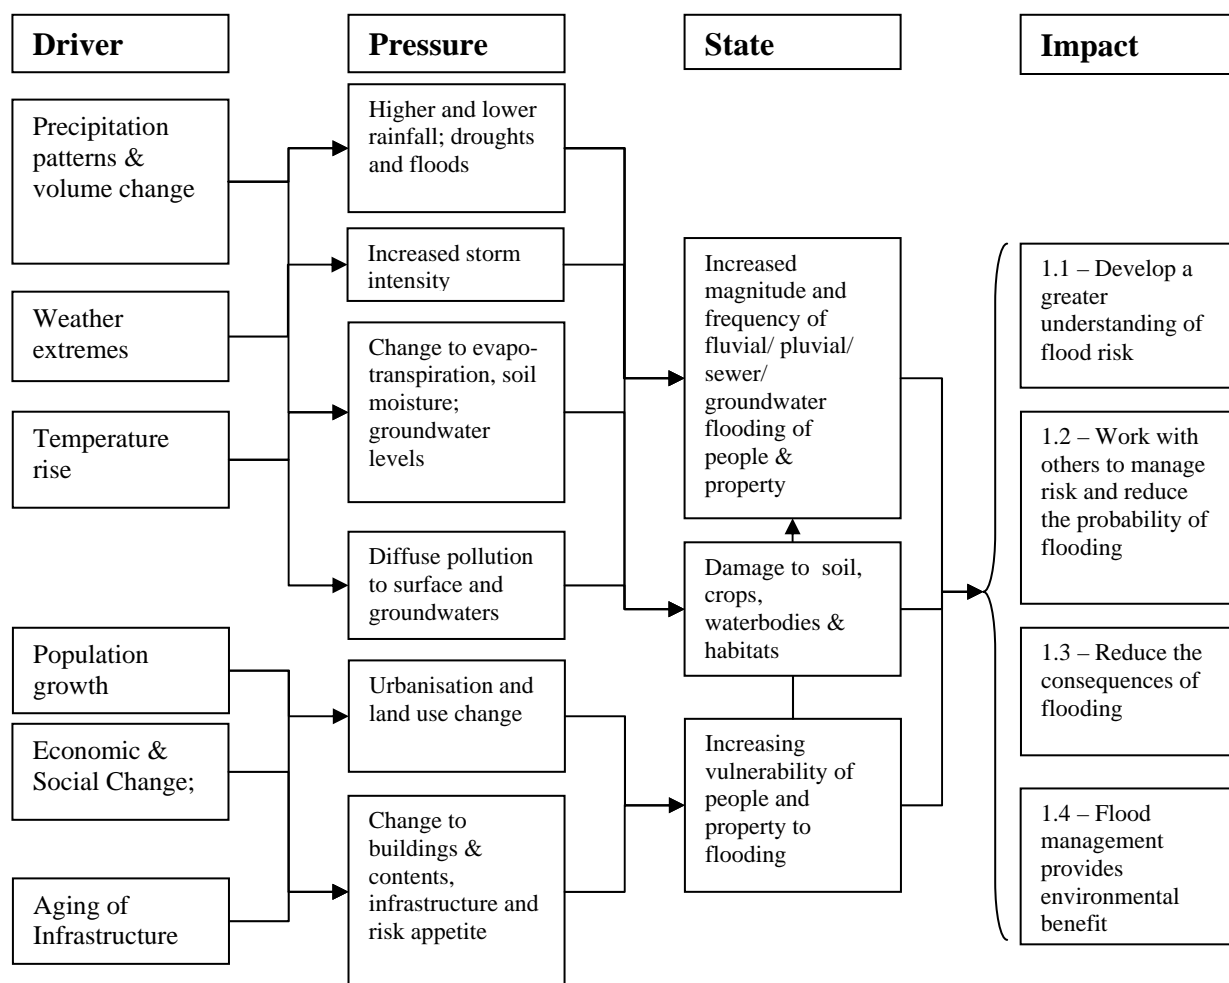 Driver
Pressure
State
Impact
Precipitation
patterns &
volume change
Weather
extremes
Temperature
rise
Population
growth
Economic &
Social Change;
Aging of
Infrastructure
Higher and lower
rainfall; droughts
and floods
Increased storm
intensity
Change to evapo-
transpiration, soil
moisture;
groundwater
levels
Diffuse pollution
to surface and
groundwaters
Urbanisation and
land use change
Change to
buildings &
contents,
infrastructure and
risk appetite
Increased
magnitude and
frequency of
fluvial/ pluvial/
sewer/
groundwater
flooding of
people &
property
Damage to  soil,
crops,
waterbodies &
habitats
Increasing
vulnerability of
people and
property to
flooding
1.1 – Develop a
greater
understanding of
flood risk
1.2 – Work with
others to manage
risk and reduce
the probability of
flooding
1.3 – Reduce the
consequences of
flooding
1.4 – Flood
management
provides
environmental
benefit